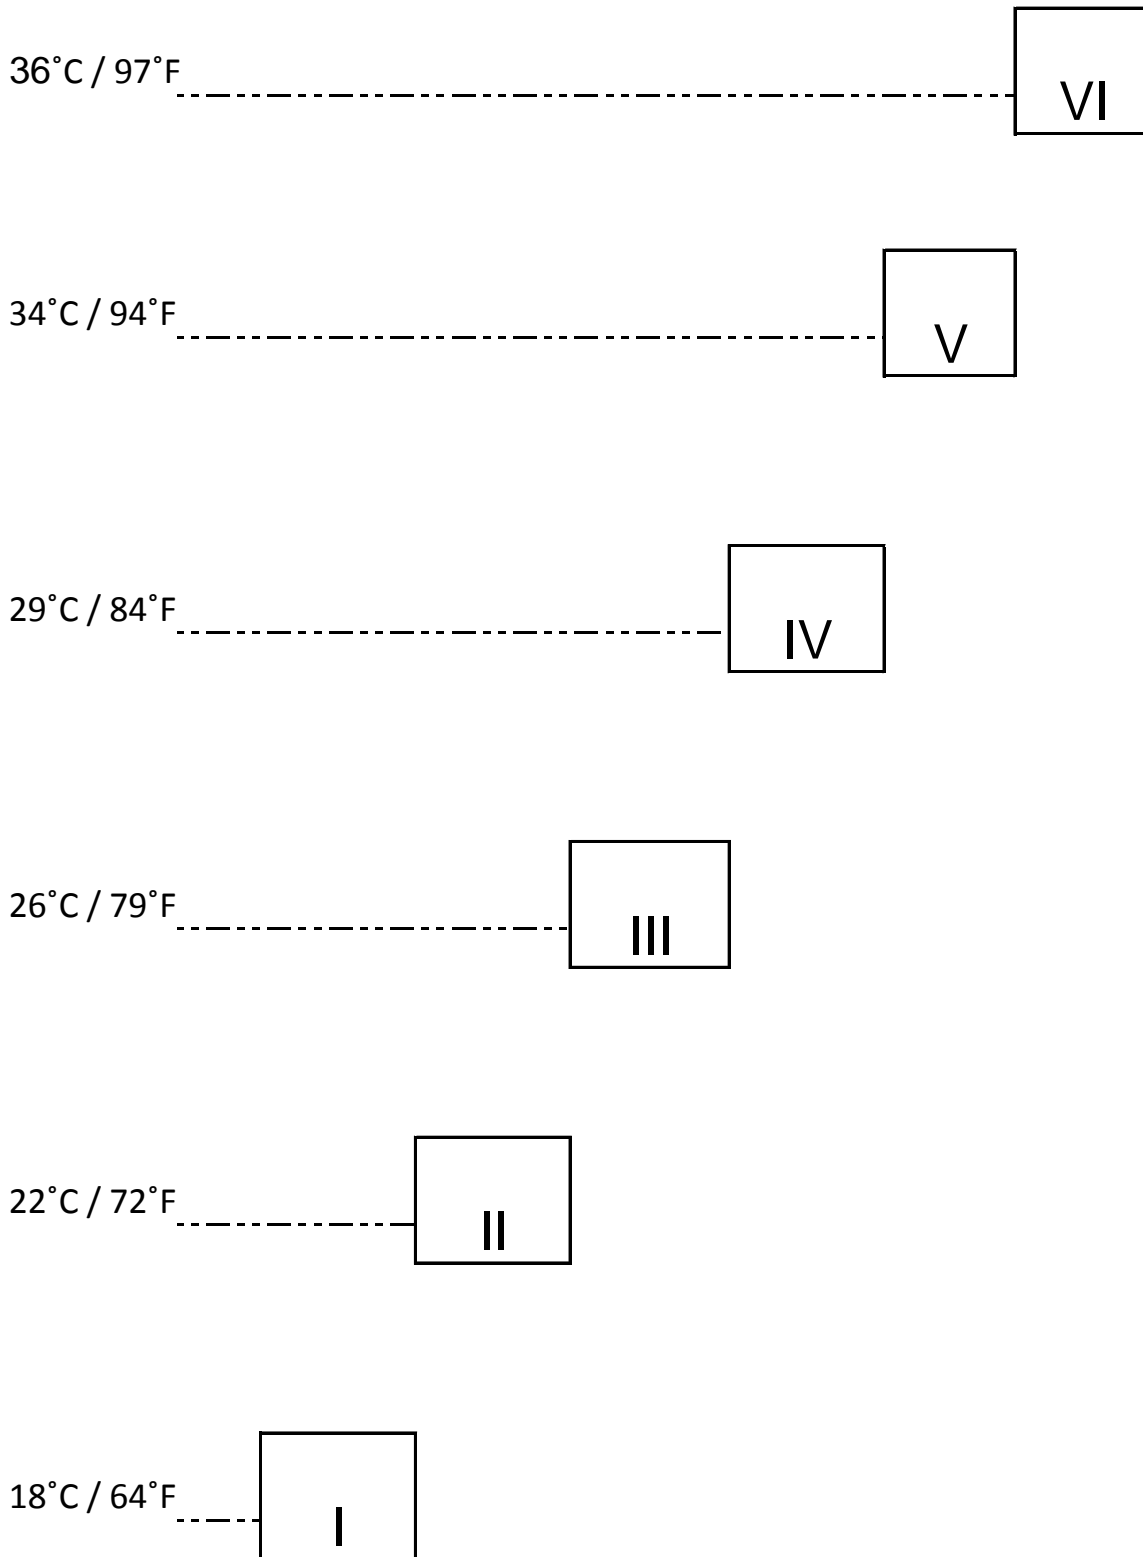 36˚C / 97˚F
VI
34˚C / 94˚F
V
29˚C / 84˚F
IV
26˚C / 79˚F
III
22˚C / 72˚F
II
18˚C / 64˚F
I